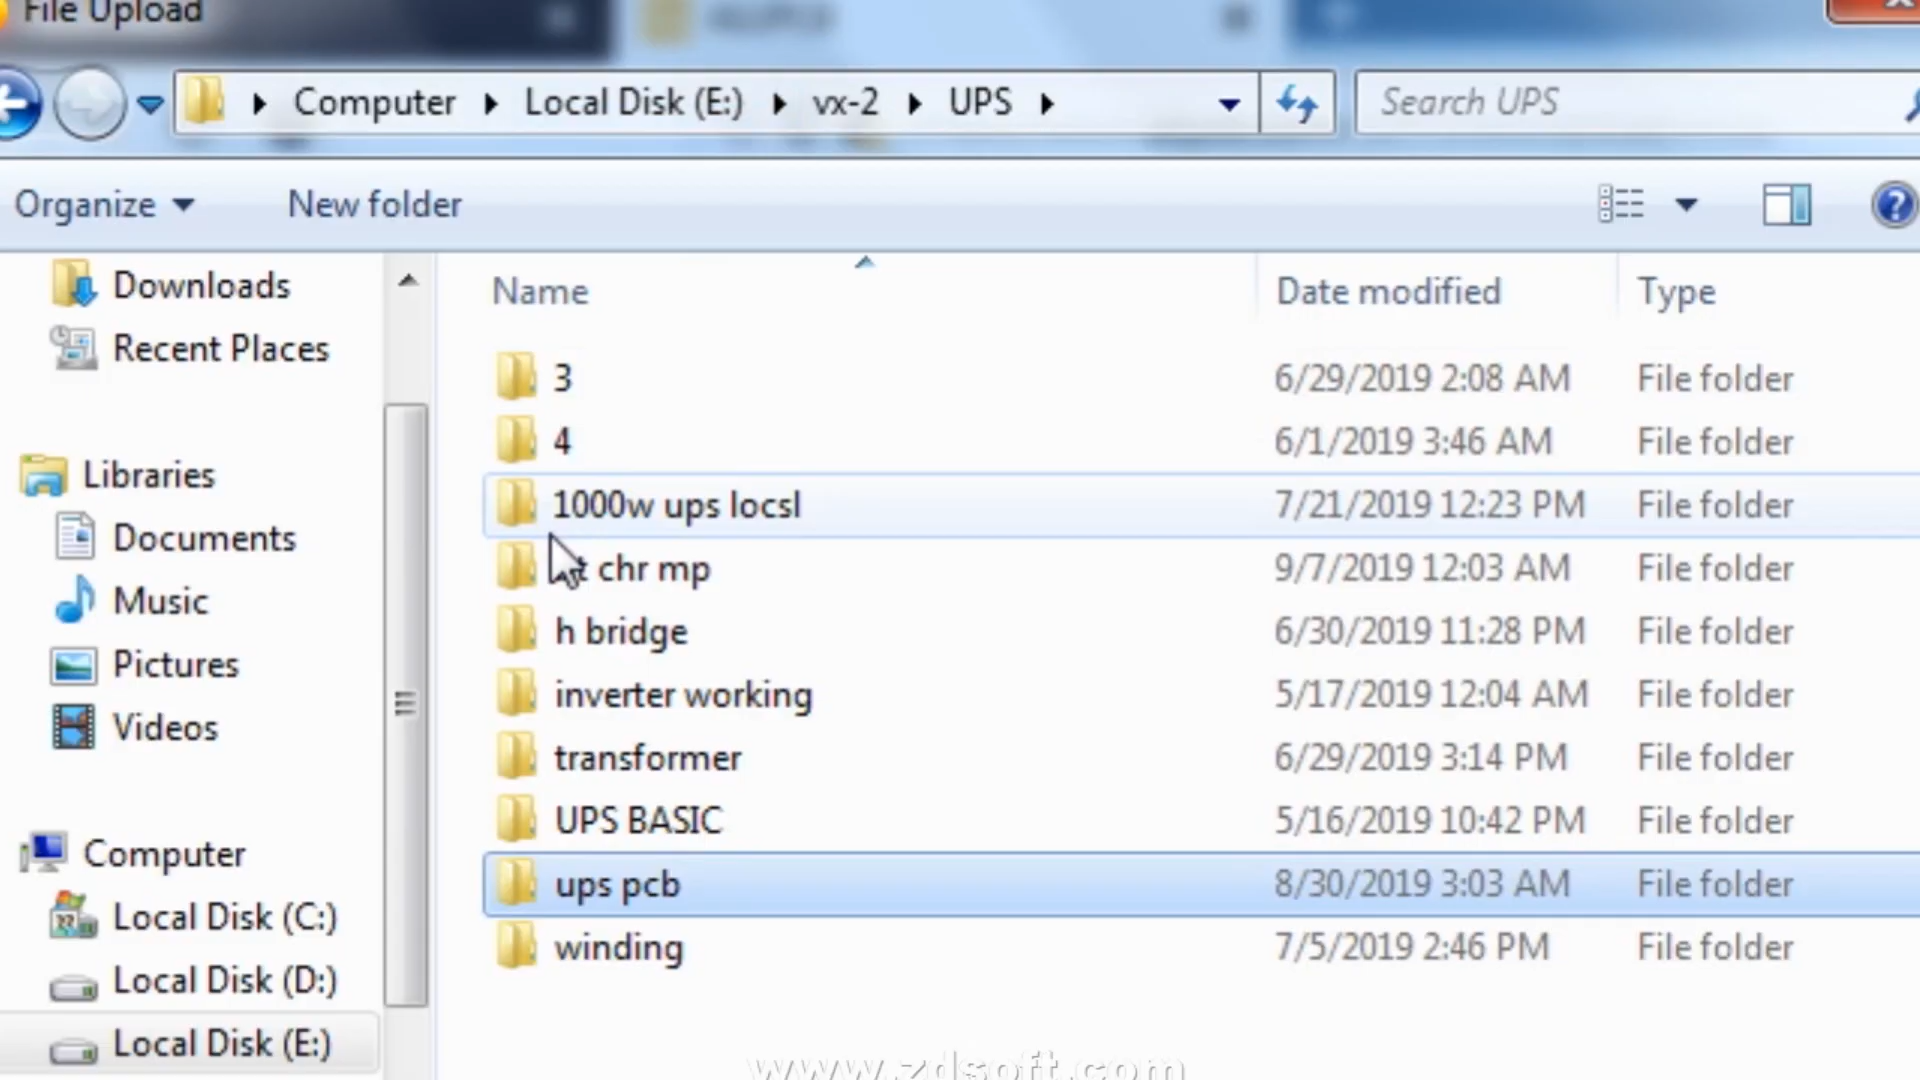 File Upload
Computer Local Disk (E:) vx-2 UPS
Search UPS
Organize New folder
Downloads
Recent Places
Libraries
Documents
Music
Pictures
Videos
Computer
Local Disk (C:)
Local Disk (D:)
Local Disk (E:)
Name Date modified Type
3 6/29/2019 2:08 AM File folder
4 6/1/2019 3:46 AM File folder
1000w ups locsl 7/21/2019 12:23 PM File folder
chr mp 9/7/2019 12:03 AM File folder
h bridge 6/30/2019 11:28 PM File folder
inverter working 5/17/2019 12:04 AM File folder
transformer 6/29/2019 3:14 PM File folder
UPS BASIC 5/16/2019 10:42 PM File folder
ups pcb 8/30/2019 3:03 AM File folder
winding 7/5/2019 2:46 PM File folder
www.zdsoft.com